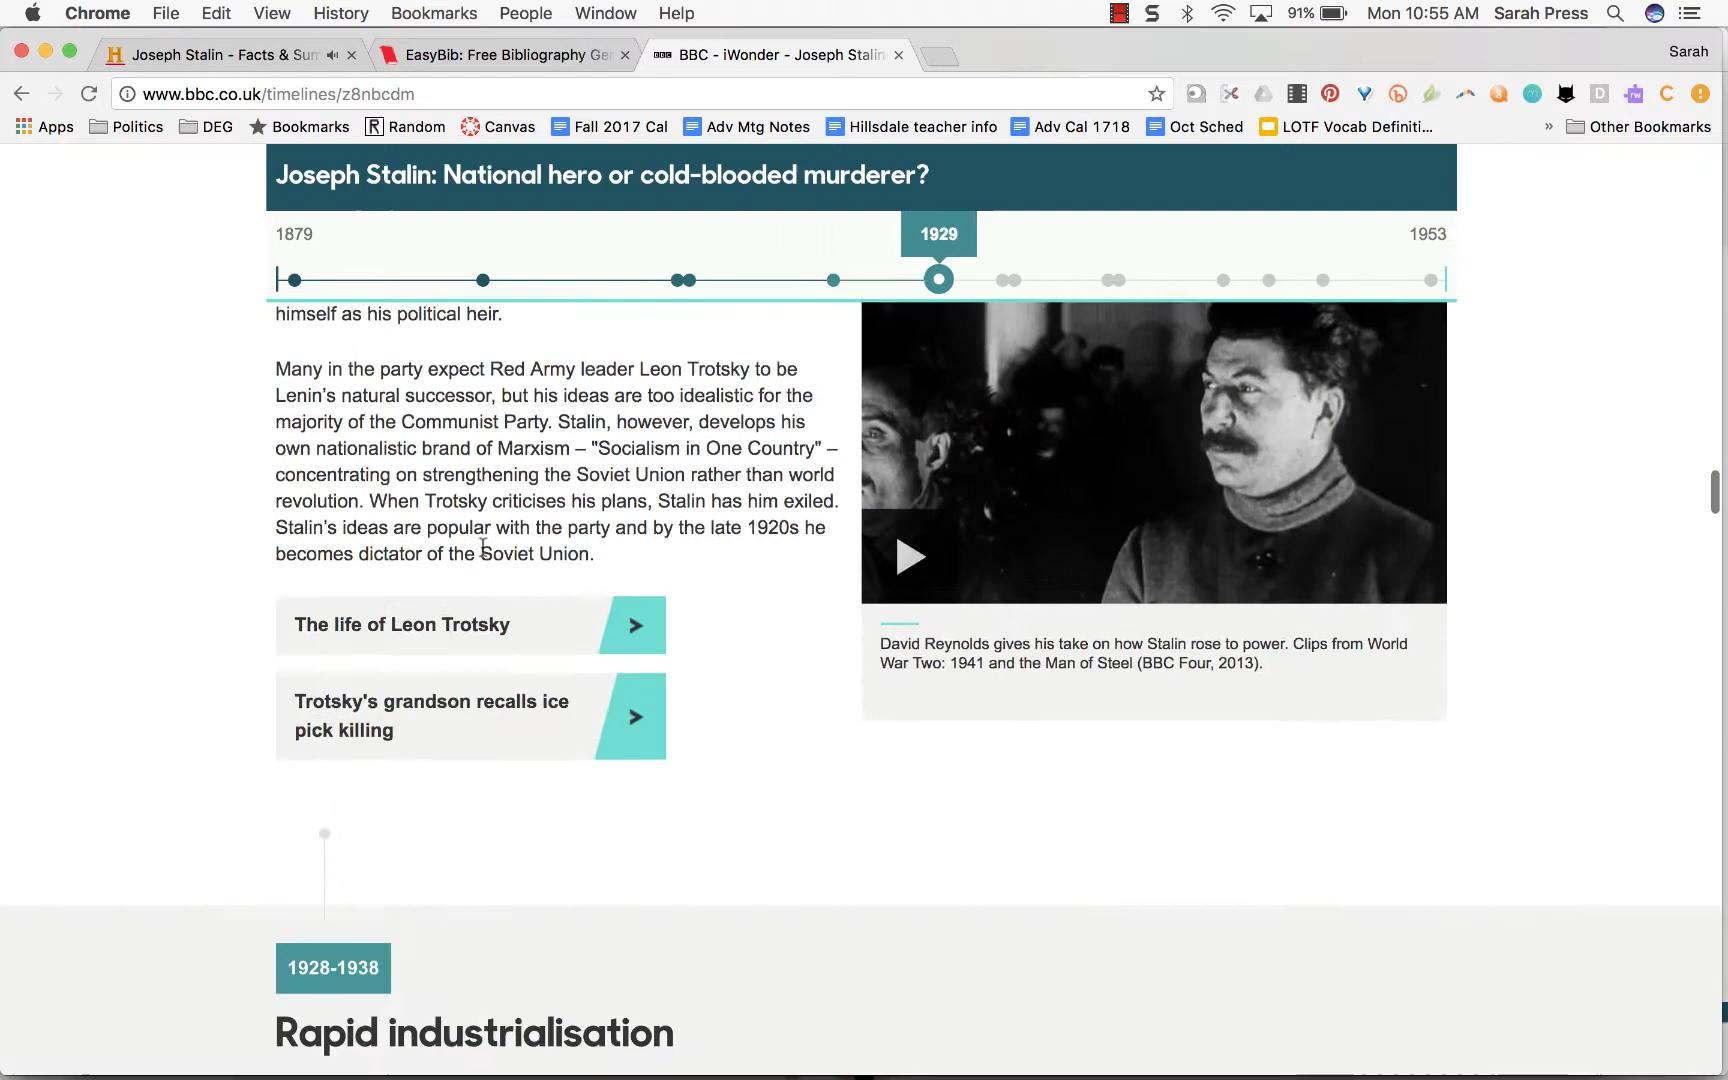 Chrome File Edit View History Bookmarks People Window Help 91% Mon 10:55 AM Sarah Press
Joseph Stalin - Facts & Sum
EasyBib: Free Bibliography Ge
BBC - iWonder - Joseph Stalin
Sarah
www.bbc.co.uk/timelines/z8nbcdm
Apps Politics DEG Bookmarks Random Canvas Fall 2017 Cal Adv Mtg Notes Hillsdale teacher info Adv Cal 1718 Oct Sched LOTF Vocab Definiti... » Other Bookmarks
Joseph Stalin: National hero or cold-blooded murderer?
1879 1929 1953
himself as his political heir.
Many in the party expect Red Army leader Leon Trotsky to be
Lenin's natural successor, but his ideas are too idealistic for the
majority of the Communist Party. Stalin, however, develops his
own nationalistic brand of Marxism – "Socialism in One Country" –
concentrating on strengthening the Soviet Union rather than world
revolution. When Trotsky criticises his plans, Stalin has him exiled.
Stalin's ideas are popular with the party and by the late 1920s he
becomes dictator of the Soviet Union.
The life of Leon Trotsky
Trotsky's grandson recalls ice
pick killing
David Reynolds gives his take on how Stalin rose to power. Clips from World
War Two: 1941 and the Man of Steel (BBC Four, 2013).
1928-1938
Rapid industrialisation